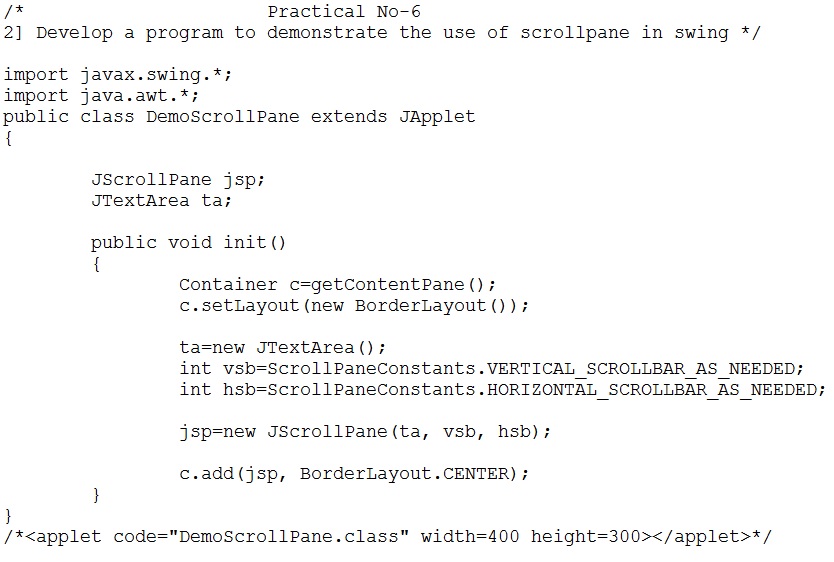 /*                      Practical No-6
2] Develop a program to demonstrate the use of scrollpane in swing */

import javax.swing.*;
import java.awt.*;
public class DemoScrollPane extends JApplet
{

        JScrollPane jsp;
        JTextArea ta;

        public void init()
        {
                Container c=getContentPane();
                c.setLayout(new BorderLayout());

                ta=new JTextArea();
                int vsb=ScrollPaneConstants.VERTICAL_SCROLLBAR_AS_NEEDED;
                int hsb=ScrollPaneConstants.HORIZONTAL_SCROLLBAR_AS_NEEDED;

                jsp=new JScrollPane(ta, vsb, hsb);

                c.add(jsp, BorderLayout.CENTER);
        }
}
/*<applet code="DemoScrollPane.class" width=400 height=300></applet>*/